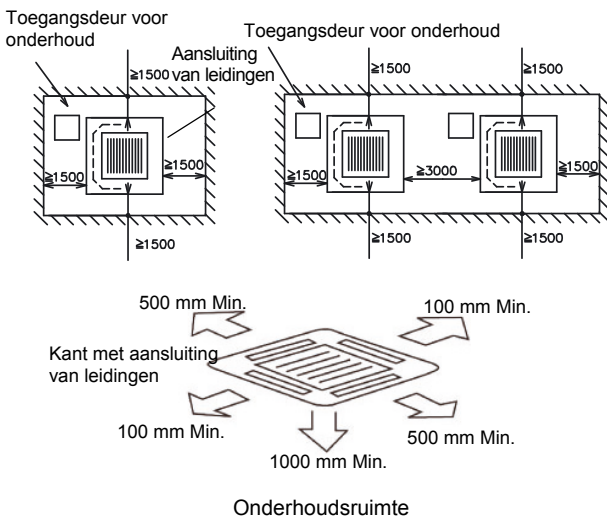 Toegangsdeur voor
onderhoud
Aansluiting
van leidingen
≧1500
≧1500
≧1500
≧1500
Toegangsdeur voor onderhoud
≧1500
≧1500
≧1500
≧3000
≧1500
≧1500
≧1500
500 mm Min.
100 mm Min.
Kant met aansluiting
van leidingen
100 mm Min.
500 mm Min.
1000 mm Min.
Onderhoudsruimte